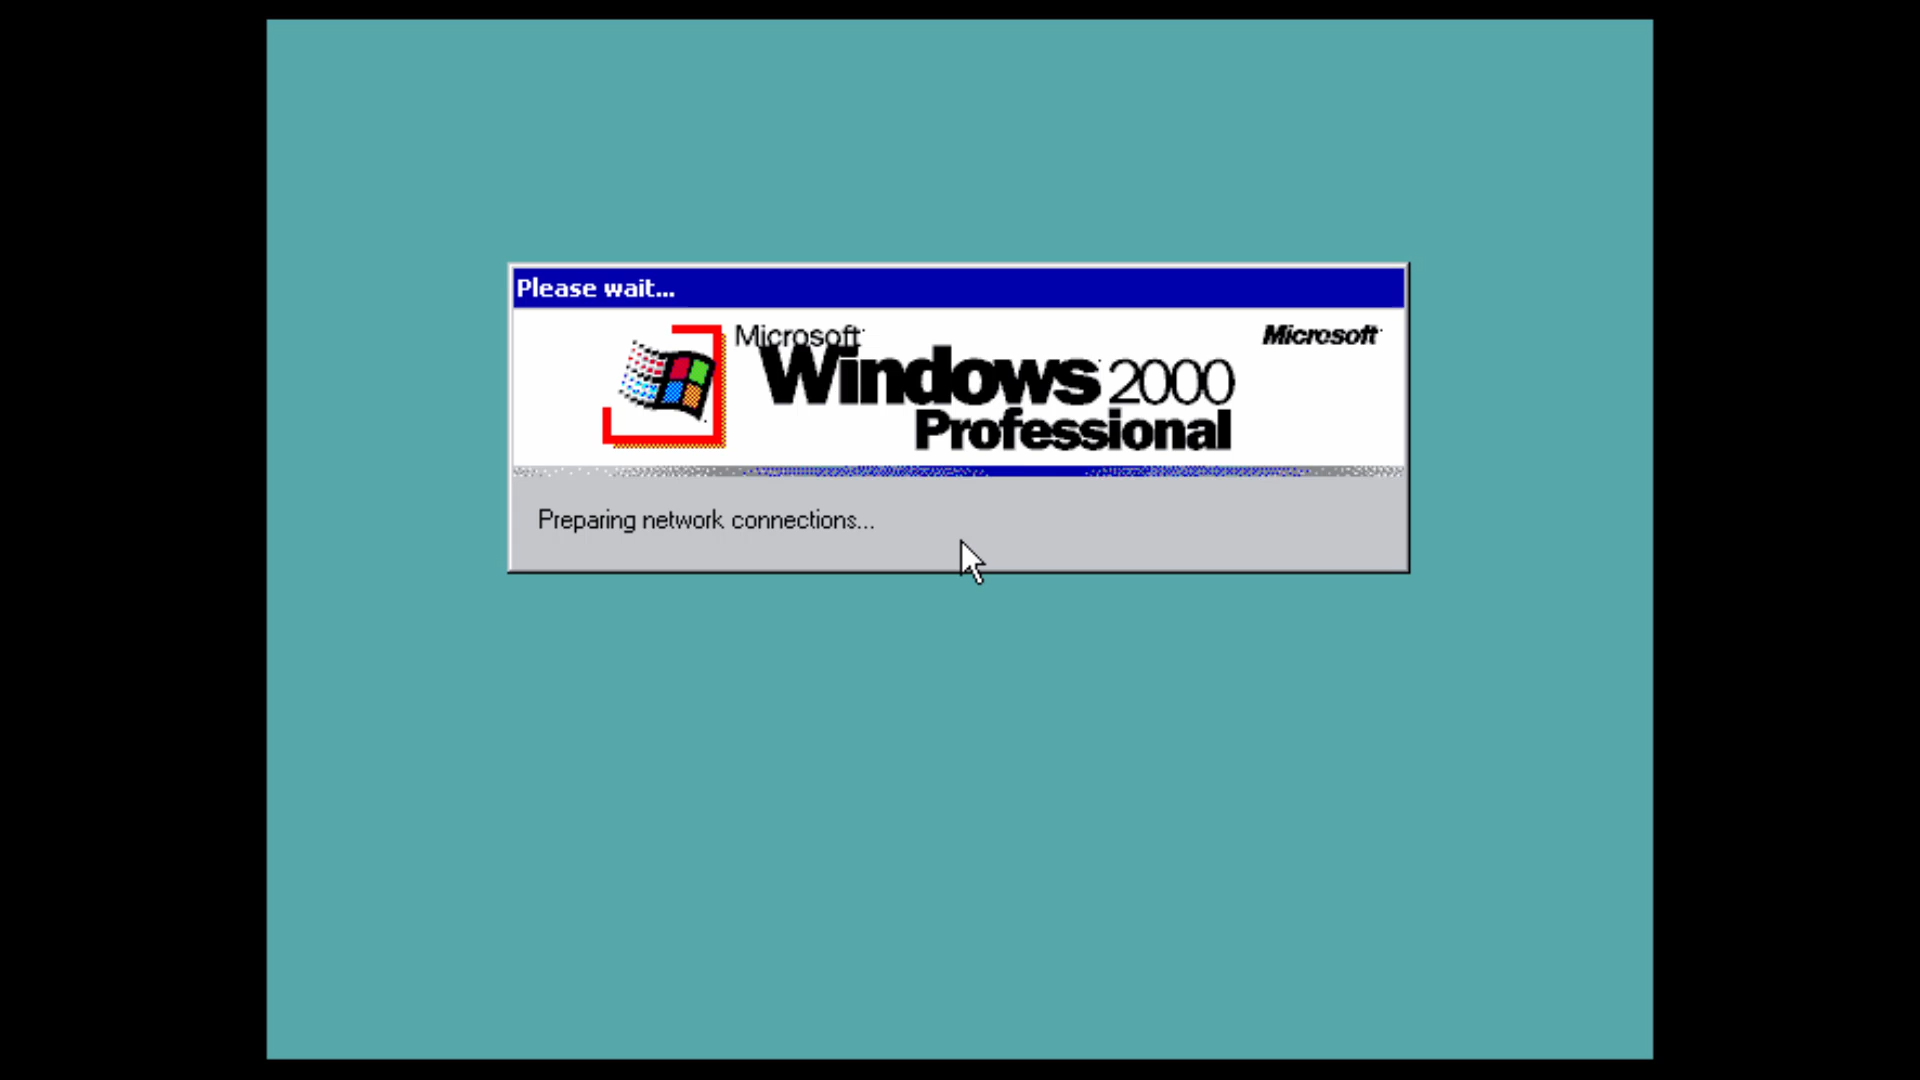 Please wait...
Microsoft
Microsoft
Windows 2000
Professional
Preparing network connections...